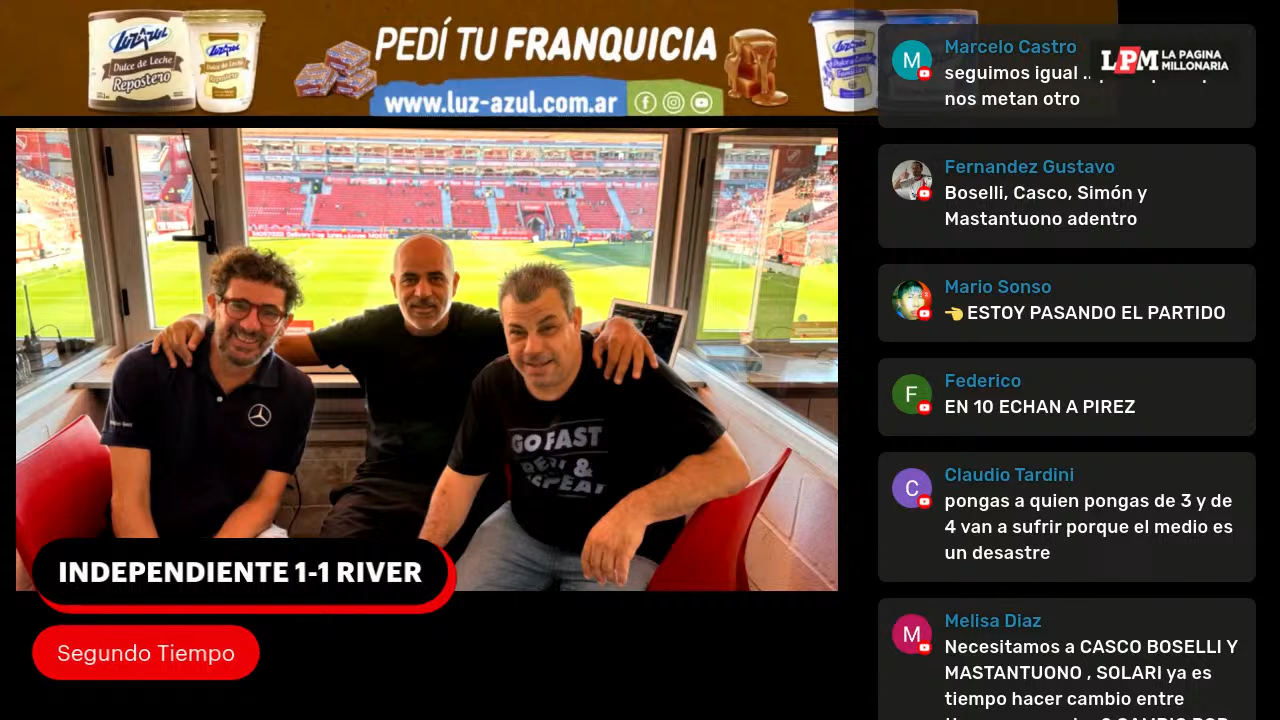 Luz Azul
Dulce de Leche
Repostero
PEDÍ TU FRANQUICIA
www.luz-azul.com.ar
LPM LA PAGINA
MILLONARIA
GO FAST
INDEPENDIENTE 1-1 RIVER
Segundo Tiempo
M
Marcelo Castro
seguimos igual
nos metan otro
Fernandez Gustavo
Boselli, Casco, Simón y
Mastantuono adentro
Mario Sonso
👈 ESTOY PASANDO EL PARTIDO
F
Federico
EN 10 ECHAN A PIREZ
C
Claudio Tardini
pongas a quien pongas de 3 y de
4 van a sufrir porque el medio es
un desastre
M
Melisa Diaz
Necesitamos a CASCO BOSELLI Y
MASTANTUONO , SOLARI ya es
tiempo hacer cambio entre